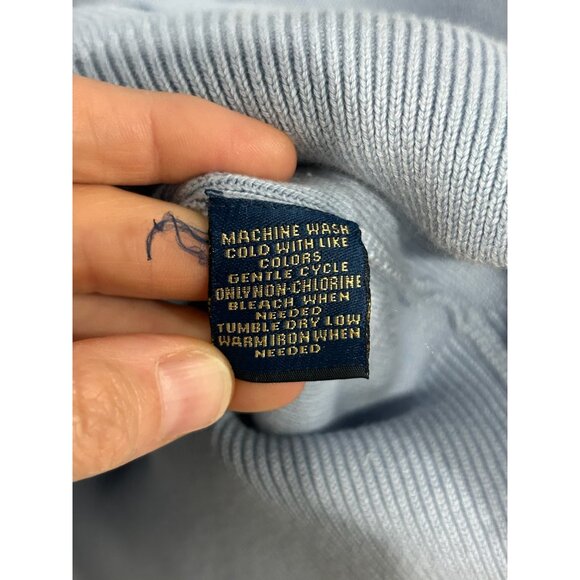 MACHINE WASH
COLD WITH LIKE
COLORS
GENTLE CYCLE
ONLY NON-CHLORINE
BLEACH WHEN
NEEDED
TUMBLE DRY LOW
WARM IRON WHEN
NEEDED